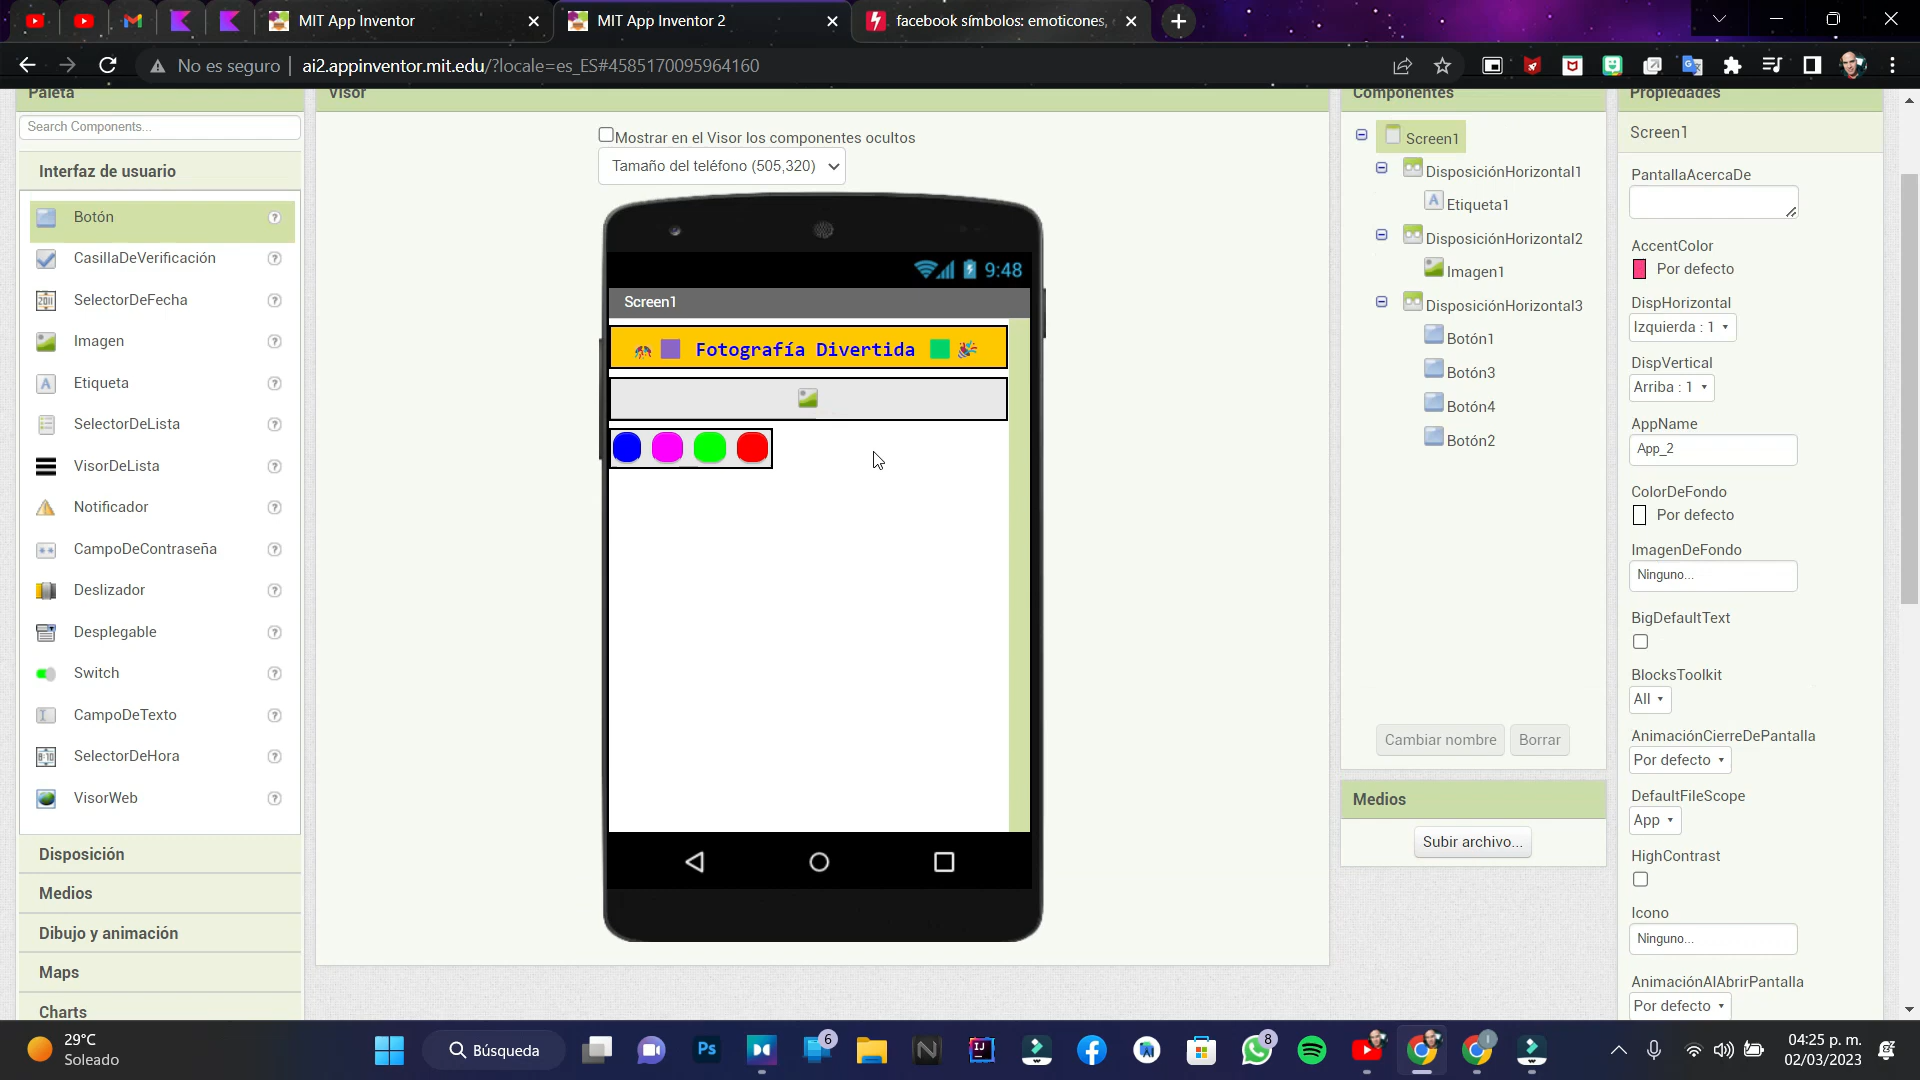 MIT App Inventor
MIT App Inventor 2
facebook símbolos: emoticones,
No es seguro
ai2.appinventor.mit.edu/?locale=es_ES#4585170095964160
Paleta
Search Components...
Interfaz de usuario
Botón
CasillaDeVerificación
SelectorDeFecha
Imagen
Etiqueta
SelectorDeLista
VisorDeLista
Notificador
CampoDeContraseña
Deslizador
Desplegable
Switch
CampoDeTexto
SelectorDeHora
VisorWeb
Disposición
Medios
Dibujo y animación
Maps
Charts
Visor
Mostrar en el Visor los componentes ocultos
Tamaño del teléfono (505,320)
9:48
Screen1
Fotografía Divertida
Componentes
Screen1
DisposiciónHorizontal1
Etiqueta1
DisposiciónHorizontal2
Imagen1
DisposiciónHorizontal3
Botón1
Botón3
Botón4
Botón2
Cambiar nombre
Borrar
Medios
Subir archivo...
Propiedades
Screen1
PantallaAcercaDe
AccentColor
Por defecto
DispHorizontal
Izquierda : 1
DispVertical
Arriba : 1
AppName
App_2
ColorDeFondo
Por defecto
ImagenDeFondo
Ninguno...
BigDefaultText
BlocksToolkit
All
AnimaciónCierreDePantalla
Por defecto
DefaultFileScope
App
HighContrast
Icono
Ninguno...
AnimaciónAlAbrirPantalla
Por defecto
29°C
Soleado
Búsqueda
Ps
6
IJ
8
04:25 p. m.
02/03/2023